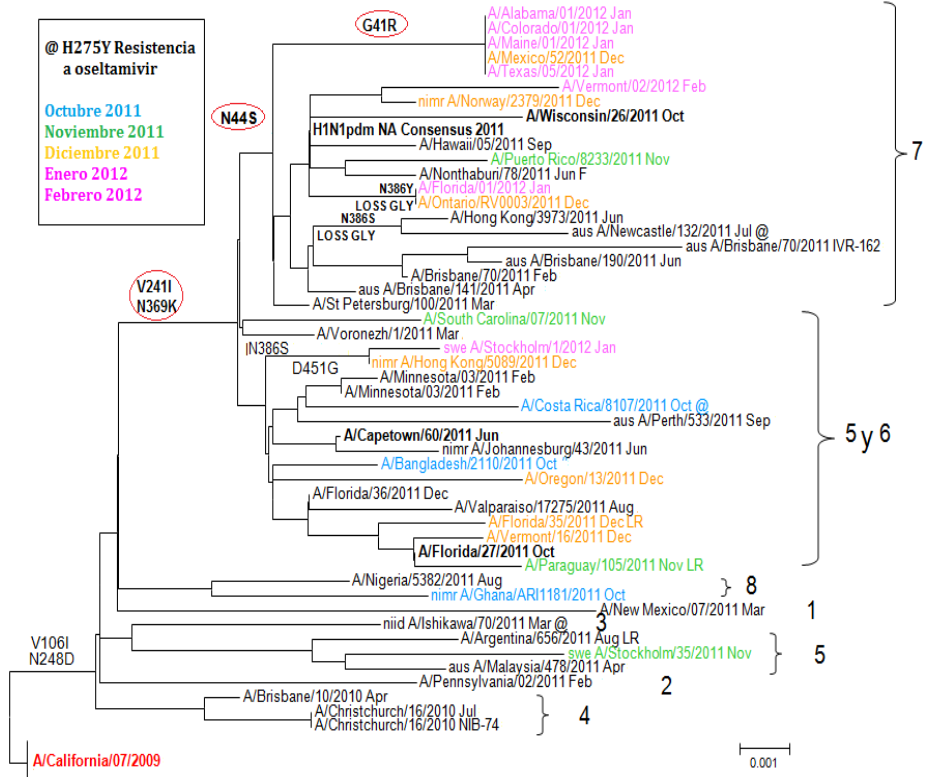 G41R
@ H275Y Resistencia
a oseltamivir
Octubre 2011
Noviembre 2011
Diciembre 2011
Enero 2012
Febrero 2012
A/Alabama/01/2012 Jan
A/Colorado/01/2012 Jan
A/Maine/01/2012 Jan
A/Mexico/52/2011 Dec
A/Texas/05/2012 Jan
A/Vermont/02/2012 Feb
nimr A/Norway/2379/2011 Dec
N44S
A/Wisconsin/26/2011 Oct
H1N1pdm NA Consensus 2011
A/Hawaii/05/2011 Sep
7
A/Puerto Rico/8233/2011 Nov
A/Nonthaburi/78/2011 Jun F
N386Y
A/Florida/01/2012 Jan
LOSS GLY
A/Ontario/RV0003/2011 Dec
N386S
A/Hong Kong/3973/2011 Jun
LOSS GLY
aus A/Newcastle/132/2011 Jul @
aus A/Brisbane/70/2011 IVR-162
aus A/Brisbane/190/2011 Jun
A/Brisbane/70/2011 Feb
V241I
N369K
aus A/Brisbane/141/2011 Apr
A/St Petersburg/100/2011 Mar
A/South Carolina/07/2011 Nov
A/Voronezh/1/2011 Mar
N386S
swe A/Stockholm/1/2012 Jan
D451G
nimr A/Hong Kong/5089/2011 Dec
A/Minnesota/03/2011 Feb
A/Minnesota/03/2011 Feb
A/Costa Rica/8107/2011 Oct @
aus A/Perth/533/2011 Sep
5 y 6
A/Capetown/60/2011 Jun
nimr A/Johannesburg/43/2011 Jun
A/Bangladesh/2110/2011 Oct ^
A/Oregon/13/2011 Dec
A/Florida/36/2011 Dec
A/Valparaiso/17275/2011 Aug
A/Florida/35/2011 Dec LR
A/Vermont/16/2011 Dec
A/Florida/27/2011 Oct
A/Paraguay/105/2011 Nov LR
A/Nigeria/5382/2011 Aug
8
nimr A/Ghana/ARI1181/2011 Oct
A/New Mexico/07/2011 Mar
1
niid A/Ishikawa/70/2011 Mar @
3
V106I
N248D
A/Argentina/656/2011 Aug LR
swe A/Stockholm/35/2011 Nov
5
aus A/Malaysia/478/2011 Apr
A/Pennsylvania/02/2011 Feb
2
A/Brisbane/10/2010 Apr
A/Christchurch/16/2010 Jul
4
A/Christchurch/16/2010 NIB-74
A/California/07/2009
0.001